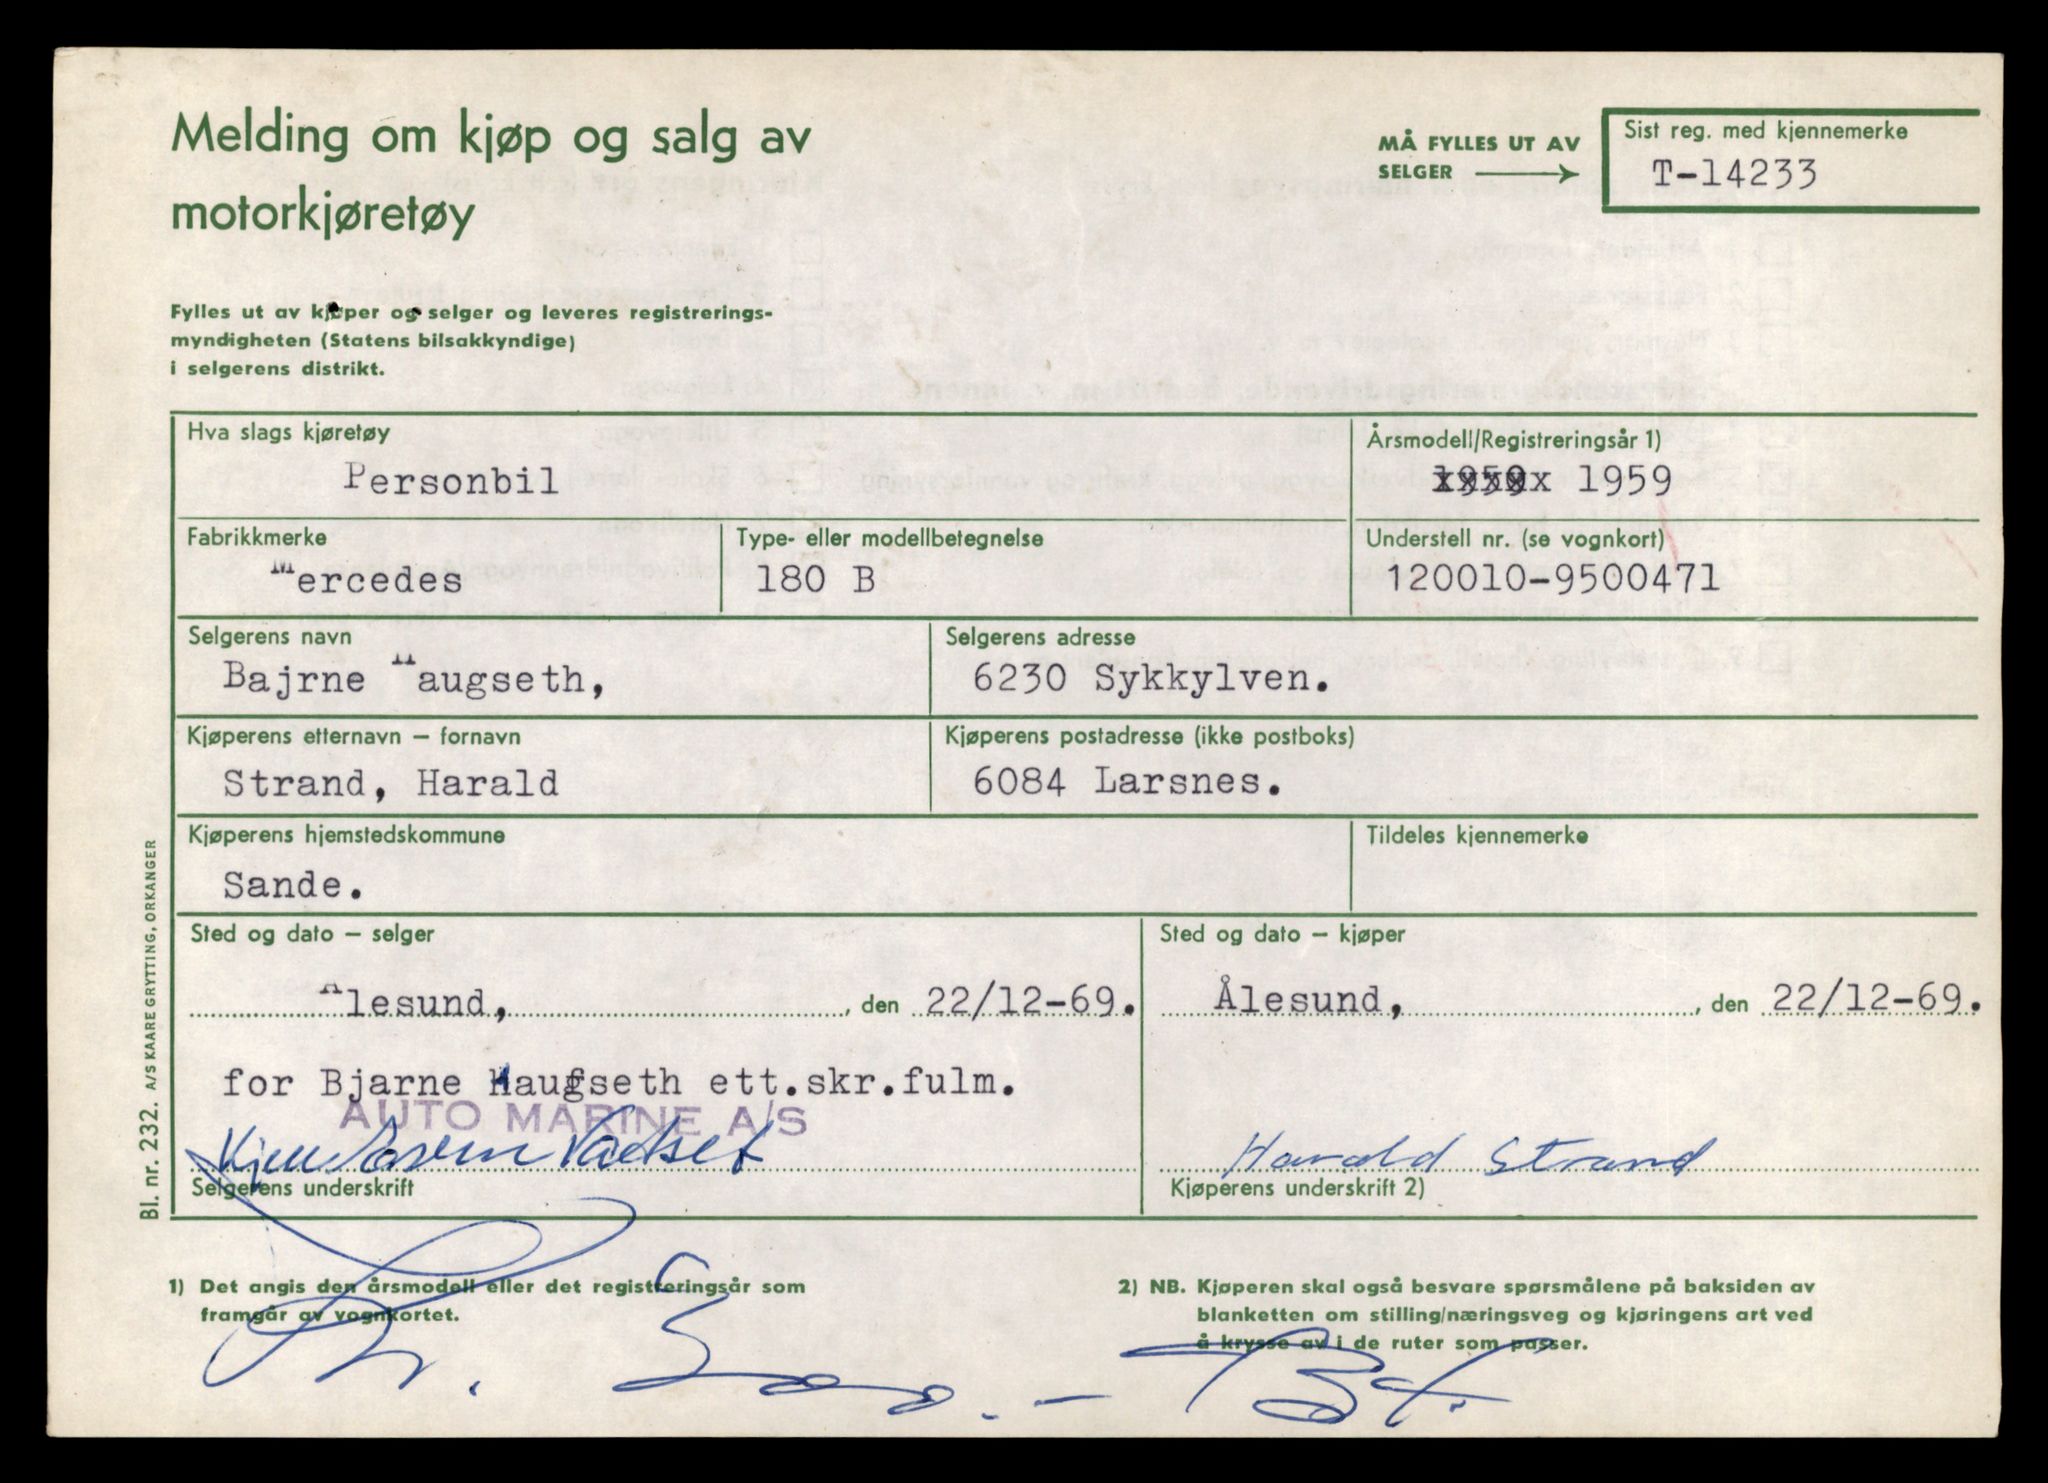 Melding om kjøp og salg av
motorkjøretøy
MÅ FYLLES UT AV
SELGER
Sist reg. med kjennemerke
T-14233
Fylles ut av kjøper og selger og leveres registrerings-
myndigheten (Statens bilsakkyndige)
i selgerens distrikt.
Hva slags kjøretøy
Personbil
Årsmodell/Registreringsår 1)
1959
Fabrikkmerke
Mercedes
Type- eller modellbetegnelse
180 B
Understell nr. (se vognkort)
120010-9500471
Selgerens navn
Bajrne Haugseth,
Selgerens adresse
6230 Sykkylven.
Kjøperens etternavn – fornavn
Strand, Harald
Kjøperens postadresse (ikke postboks)
6084 Larsnes.
Kjøperens hjemstedskommune
Sande.
Tildeles kjennemerke
Sted og dato – selger
Ålesund, , den 22/12-69.
Sted og dato – kjøper
Ålesund, , den 22/12-69.
for Bjarne Haugseth ett.skr.fulm.
AUTO MARINE A/S
Selgerens underskrift
Harald Strand
Kjøperens underskrift 2)
Bl. nr. 232. A/S KAARE GRYTTING, ORKANGER
1) Det angis den årsmodell eller det registreringsår som
framgår av vognkortet.
2) NB. Kjøperen skal også besvare spørsmålene på baksiden av
blanketten om stilling/næringsveg og kjøringens art ved
å krysse av i de ruter som passer.